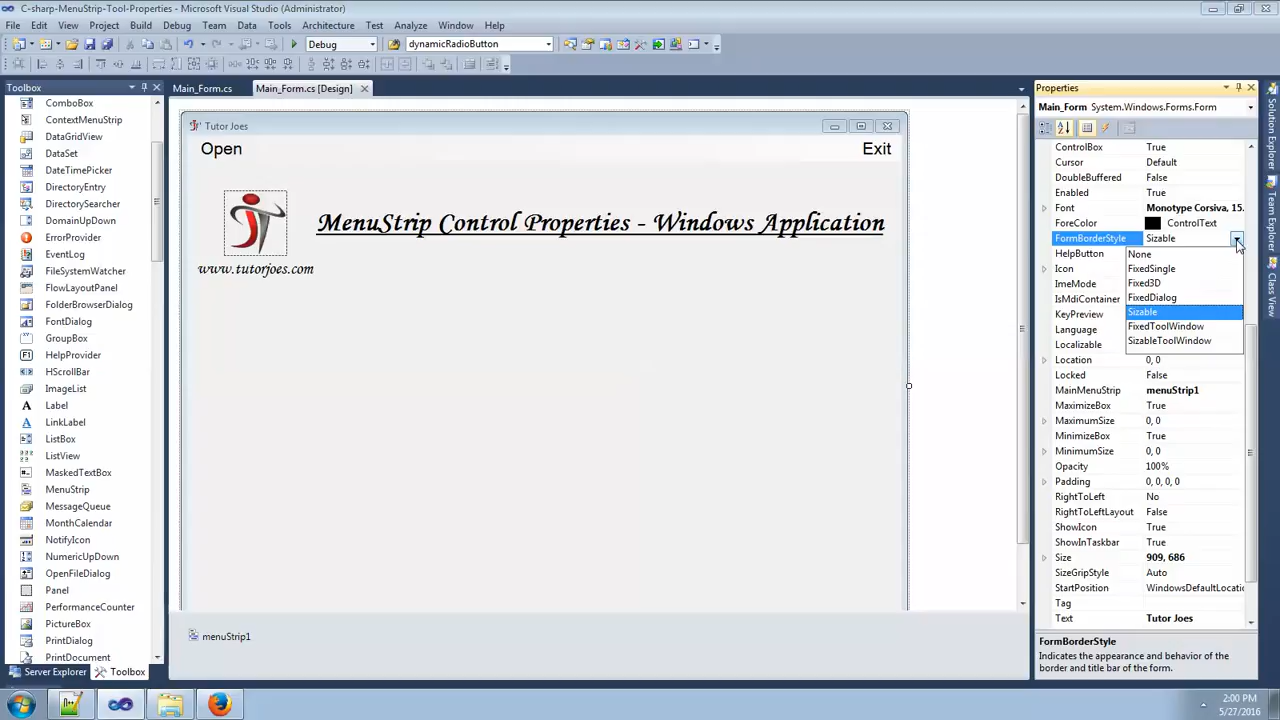 C-sharp-MenuStrip-Tool-Properties - Microsoft Visual Studio (Administrator)
File Edit View Project Build Debug Team Data Tools Architecture Test Analyze Window Help
Debug dynamicRadioButton
Toolbox
Main_Form.cs Main_Form.cs [Design]
Properties
ComboBox
ContextMenuStrip
DataGridView
DataSet
DateTimePicker
DirectoryEntry
DirectorySearcher
DomainUpDown
ErrorProvider
EventLog
FileSystemWatcher
FlowLayoutPanel
FolderBrowserDialog
FontDialog
GroupBox
HelpProvider
HScrollBar
ImageList
Label
LinkLabel
ListBox
ListView
MaskedTextBox
MenuStrip
MessageQueue
MonthCalendar
NotifyIcon
NumericUpDown
OpenFileDialog
Panel
PerformanceCounter
PictureBox
PrintDialog
PrintDocument
Server Explorer Toolbox
Tutor Joes
Open Exit
MenuStrip Control Properties - Windows Application
www.tutorjoes.com
menuStrip1
Main_Form System.Windows.Forms.Form
ControlBox True
Cursor Default
DoubleBuffered False
Enabled True
Font Monotype Corsiva, 15.
ForeColor ControlText
FormBorderStyle Sizable
HelpButton
Icon
ImeMode
IsMdiContainer
KeyPreview
Language
Localizable
None
FixedSingle
Fixed3D
FixedDialog
Sizable
FixedToolWindow
SizableToolWindow
Location 0, 0
Locked False
MainMenuStrip menuStrip1
MaximizeBox True
MaximumSize 0, 0
MinimizeBox True
MinimumSize 0, 0
Opacity 100%
Padding 0, 0, 0, 0
RightToLeft No
RightToLeftLayout False
ShowIcon True
ShowInTaskbar True
Size 909, 686
SizeGripStyle Auto
StartPosition WindowsDefaultLocatio
Tag
Text Tutor Joes
FormBorderStyle
Indicates the appearance and behavior of the
border and title bar of the form.
Solution Explorer
Team Explorer
Class View
2:00 PM
5/27/2016